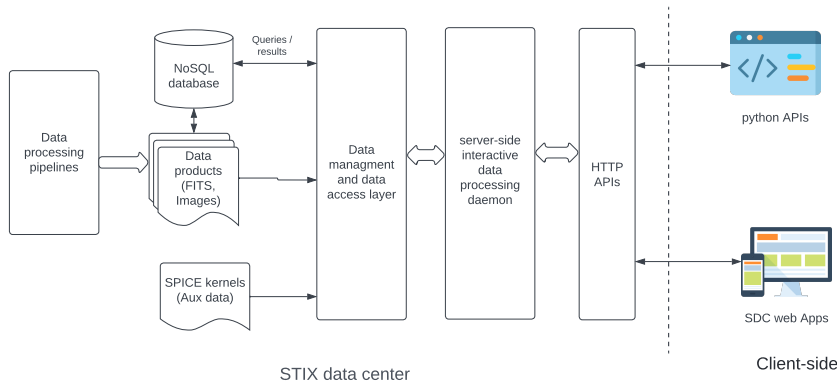 Queries /
results
NoSQL
database
Data
processing
pipelines
Data
products
(FITS,
Images)
SPICE kernels
(Aux data)
Data
managment
and data
access layer
server-side
interactive
data
processing
daemon
HTTP
APIs
python APIs
SDC web Apps
STIX data center
Client-side